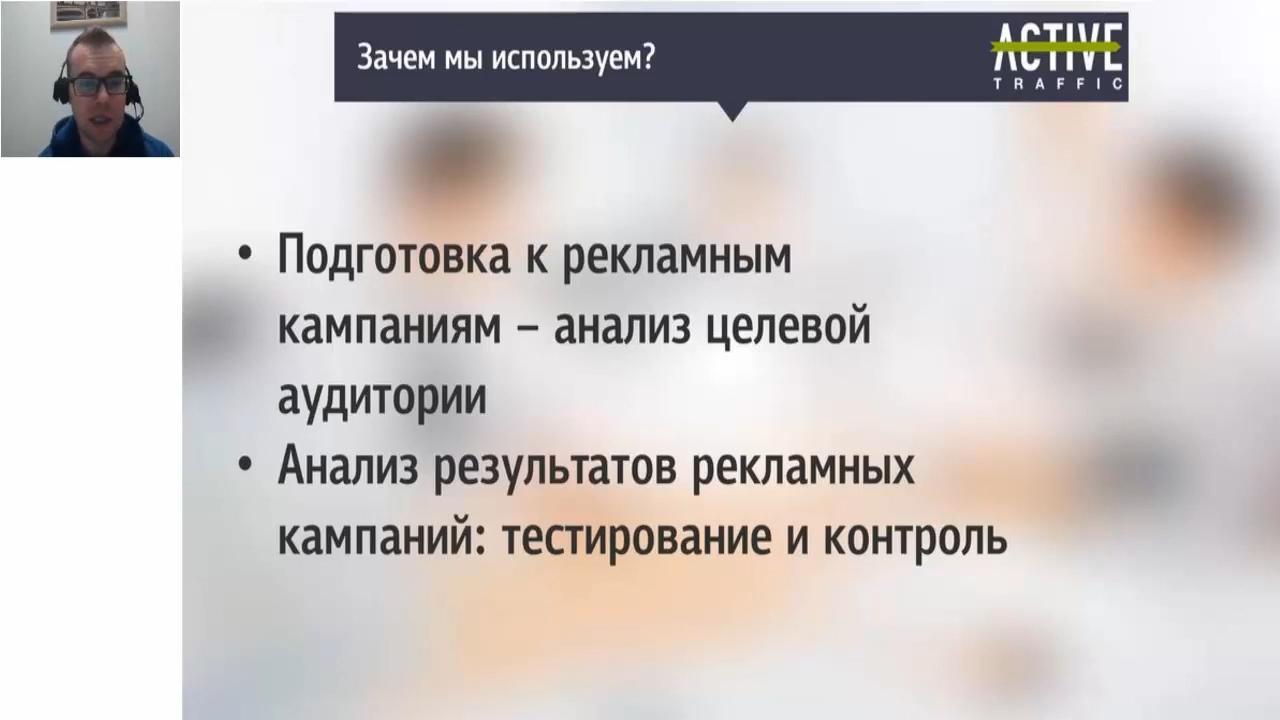 Зачем мы используем?
ACTIVE
TRAFFIC
• Подготовка к рекламным
кампаниям – анализ целевой
аудитории
• Анализ результатов рекламных
кампаний: тестирование и контроль